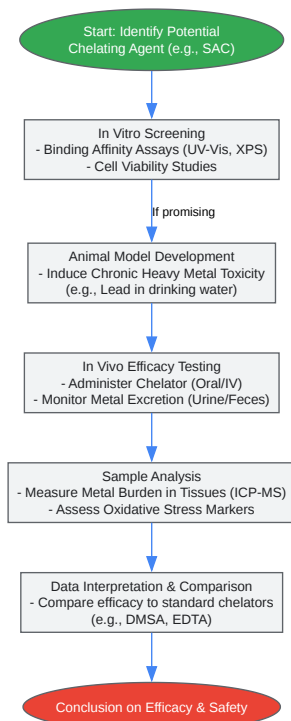 Start: Identify Potential
Chelating Agent (e.g., SAC)
In Vitro Screening
- Binding Affinity Assays (UV-Vis, XPS)
- Cell Viability Studies
If promising
Animal Model Development
- Induce Chronic Heavy Metal Toxicity
(e.g., Lead in drinking water)
In Vivo Efficacy Testing
- Administer Chelator (Oral/IV)
- Monitor Metal Excretion (Urine/Feces)
Sample Analysis
- Measure Metal Burden in Tissues (ICP-MS)
- Assess Oxidative Stress Markers
Data Interpretation & Comparison
- Compare efficacy to standard chelators
(e.g., DMSA, EDTA)
Conclusion on Efficacy & Safety